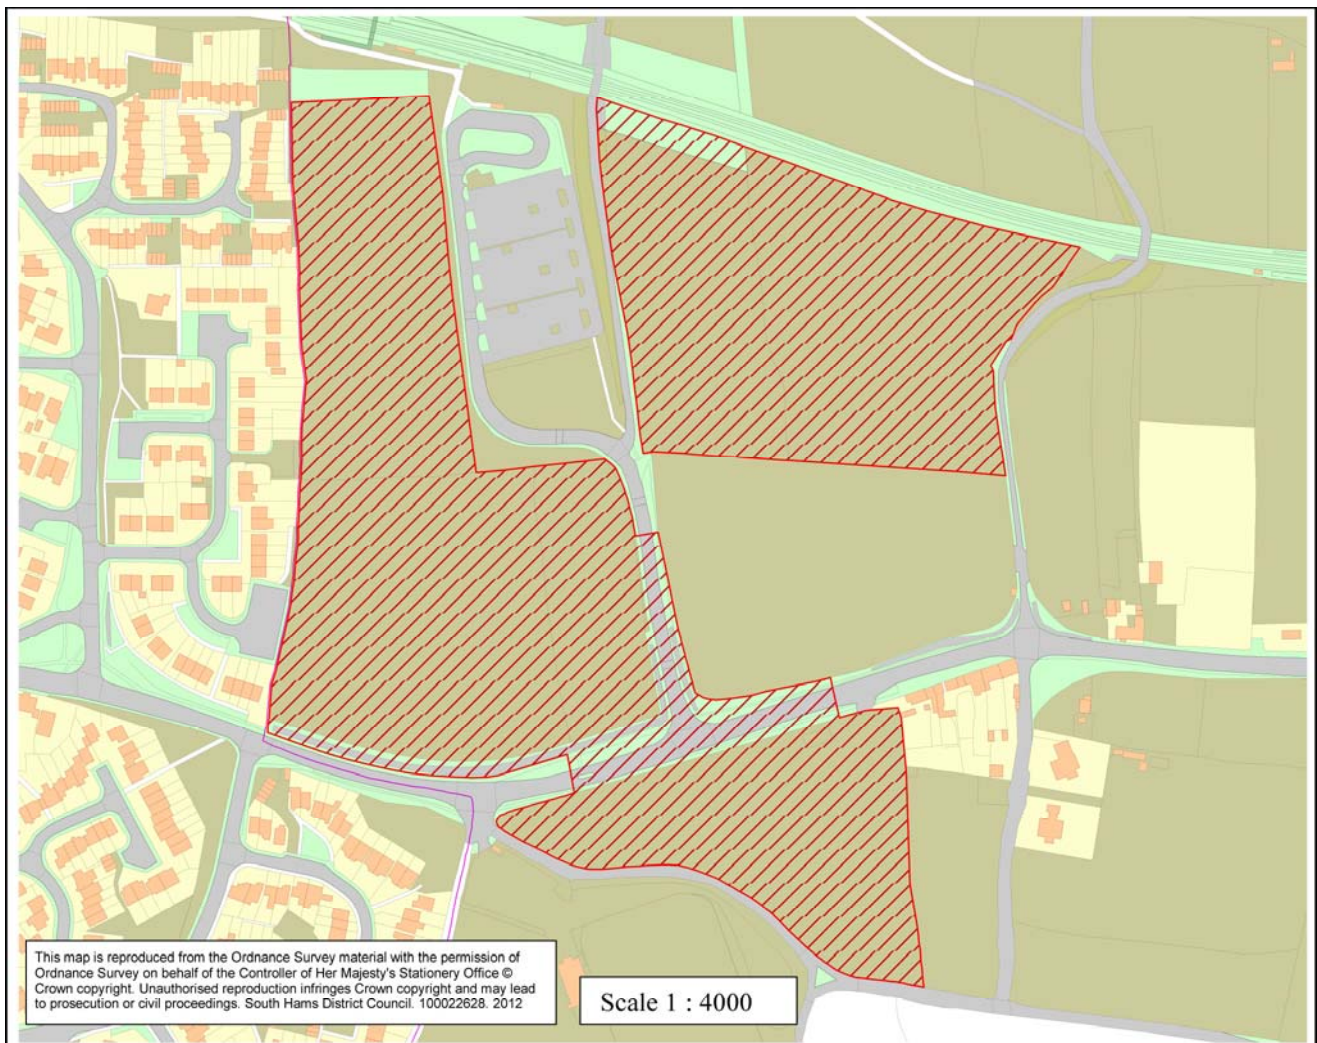 This map is reproduced from the Ordnance Survey material with the permission of
Ordnance Survey on behalf of the Controller of Her Majesty's Stationery Office ©
Crown copyright. Unauthorised reproduction infringes Crown copyright and may lead
to prosecution or civil proceedings. South Hams District Council. 100022628. 2012
Scale 1 : 4000